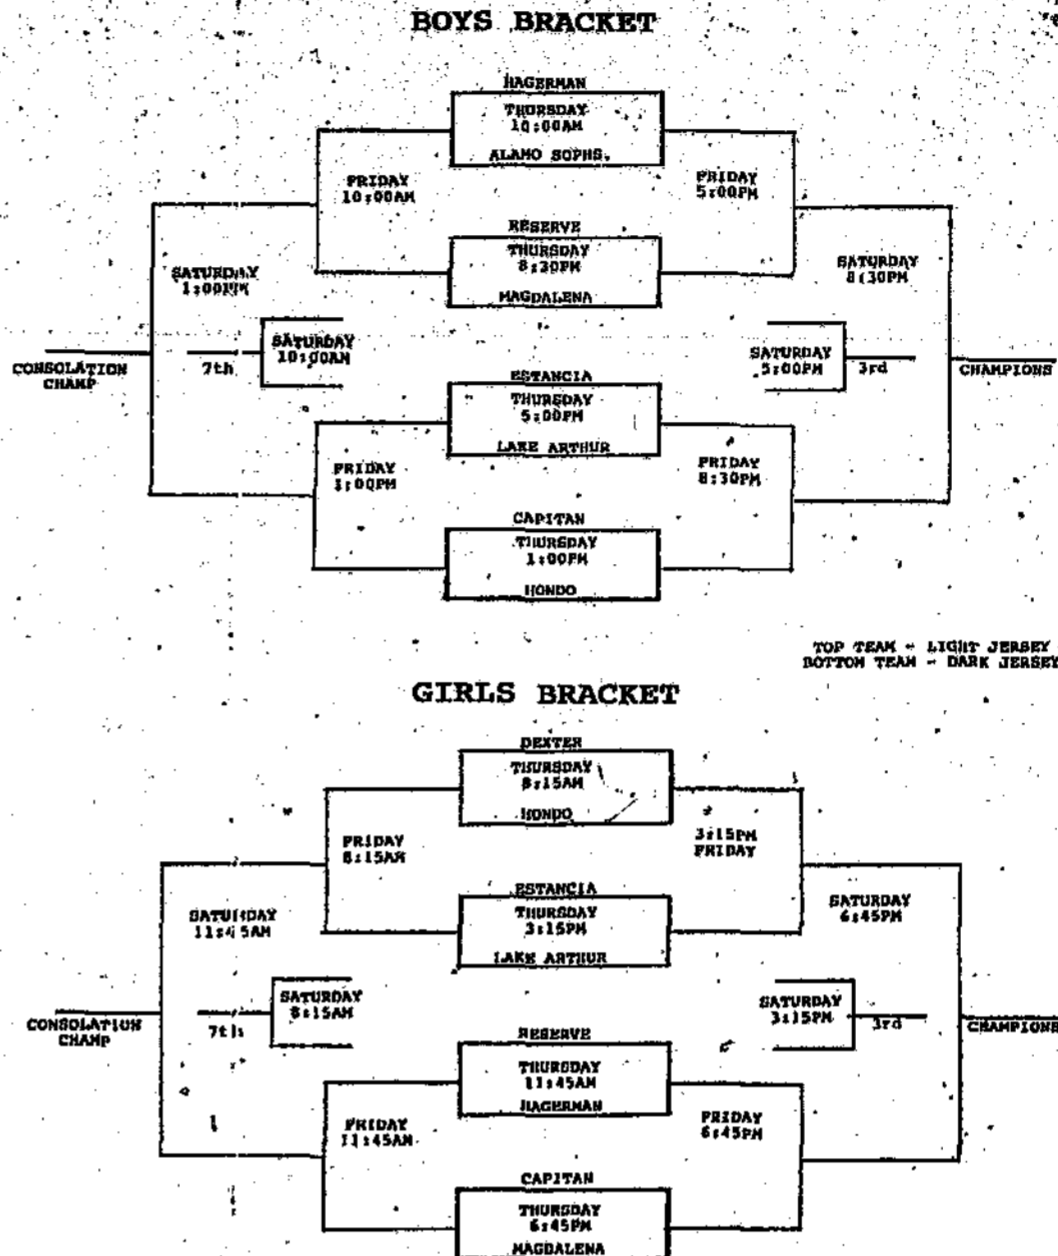 BOYS BRACKET
HAGERMAN
THURSDAY
10:00AM
ALAMO SOPHS.
FRIDAY
10:00AM
FRIDAY
5:00PM
RESERVE
THURSDAY
8:30PM
MAGDALENA
SATURDAY
1:00PM
SATURDAY
8:30PM
SATURDAY
10:00AM
7th
CONSOLATION
CHAMP
SATURDAY
5:00PM
3rd
CHAMPIONS
ESTANCIA
THURSDAY
5:00PM
LAKE ARTHUR
FRIDAY
1:00PM
FRIDAY
8:30PM
CAPITAN
THURSDAY
1:00PM
HONDO
TOP TEAM - LIGHT JERSEY
BOTTOM TEAM - DARK JERSEY
GIRLS BRACKET
DEXTER
THURSDAY
8:15AM
HONDO
FRIDAY
8:15AM
3:15PM
FRIDAY
ESTANCIA
THURSDAY
3:15PM
LAKE ARTHUR
SATURDAY
11:45AM
SATURDAY
6:45PM
SATURDAY
8:15AM
7th
CONSOLATION
CHAMP
SATURDAY
3:15PM
3rd
CHAMPIONS
RESERVE
THURSDAY
11:45AM
HAGERMAN
FRIDAY
11:45AM
FRIDAY
6:45PM
CAPITAN
THURSDAY
6:45PM
MAGDALENA